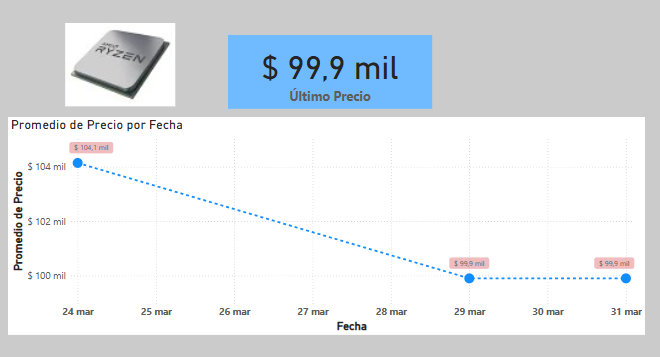 AMD
RYZEN
$ 99,9 mil
Último Precio
Promedio de Precio por Fecha
Promedio de Precio
$ 104 mil
$ 102 mil
$ 100 mil
$ 104,1 mil
$ 99,9 mil
$ 99,9 mil
24 mar
25 mar
26 mar
27 mar
28 mar
29 mar
30 mar
31 mar
Fecha